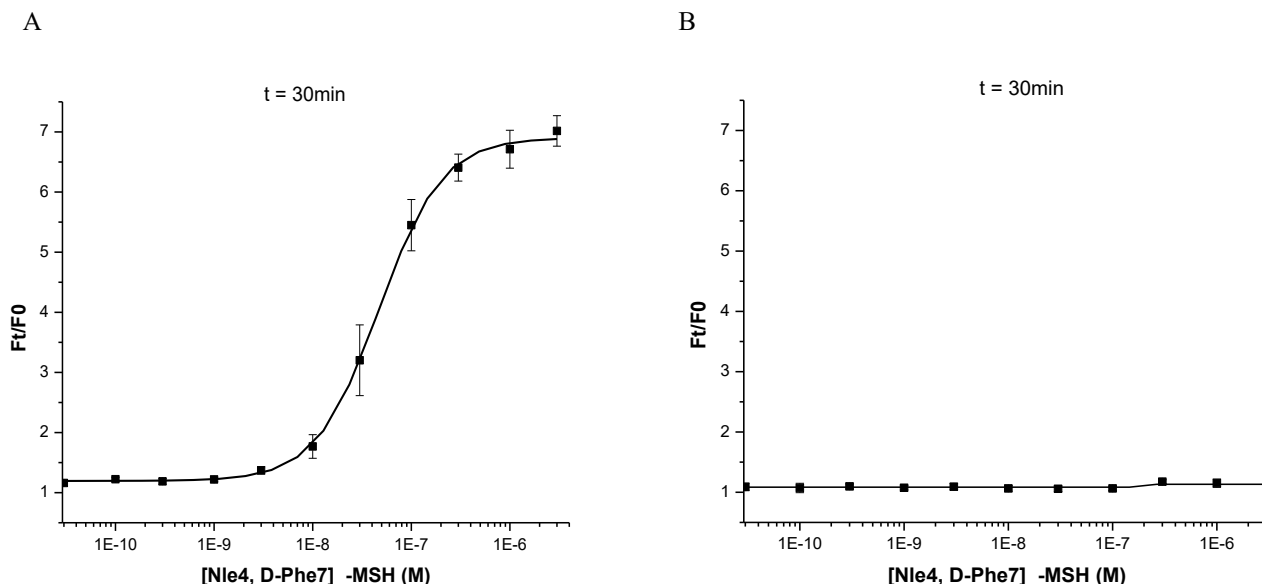 A
B
t = 30min
t = 30min
7
6
5
4
3
2
1
Ft/F0
1E-10 1E-9 1E-8 1E-7 1E-6
[Nle4, D-Phe7] -MSH (M)
7
6
5
4
3
2
1
Ft/F0
1E-10 1E-9 1E-8 1E-7 1E-6
[Nle4, D-Phe7] -MSH (M)